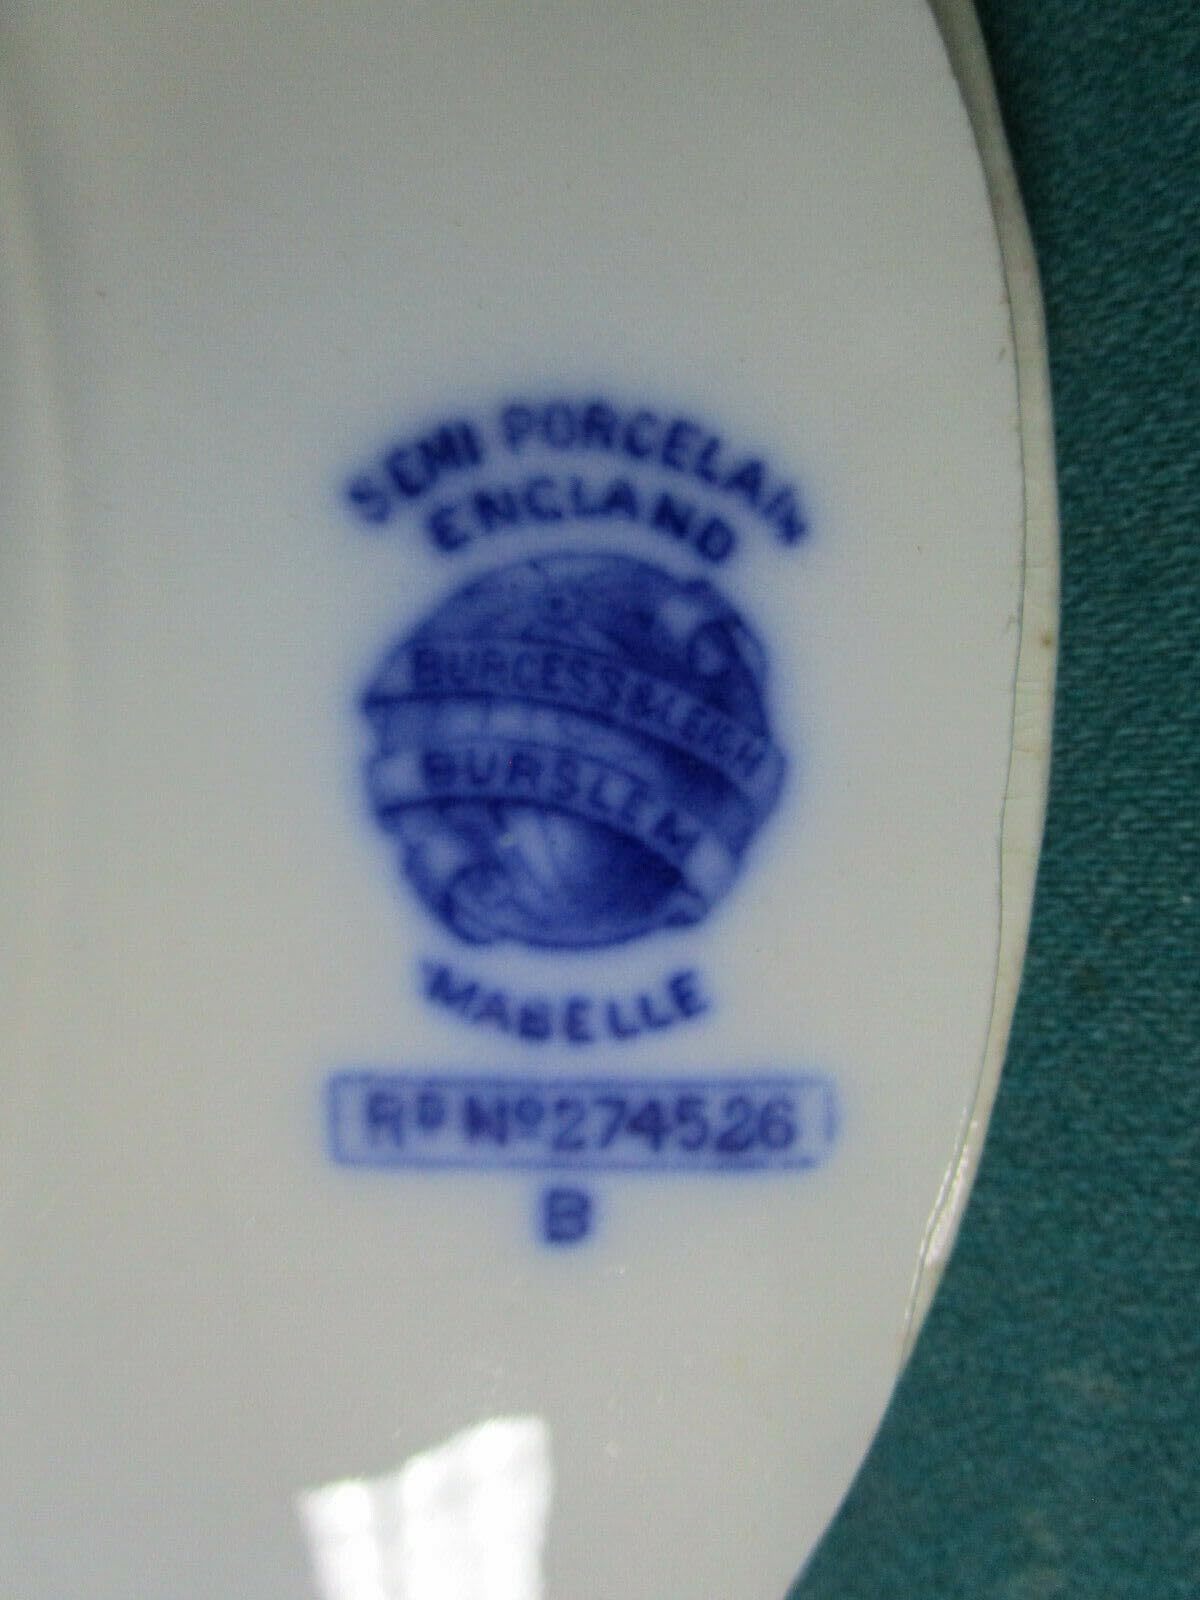 SEMI PORCELAIN
ENGLAND
BURGESS & LEIGH
BURSLEM
"MABELLE
RD No 274526
B